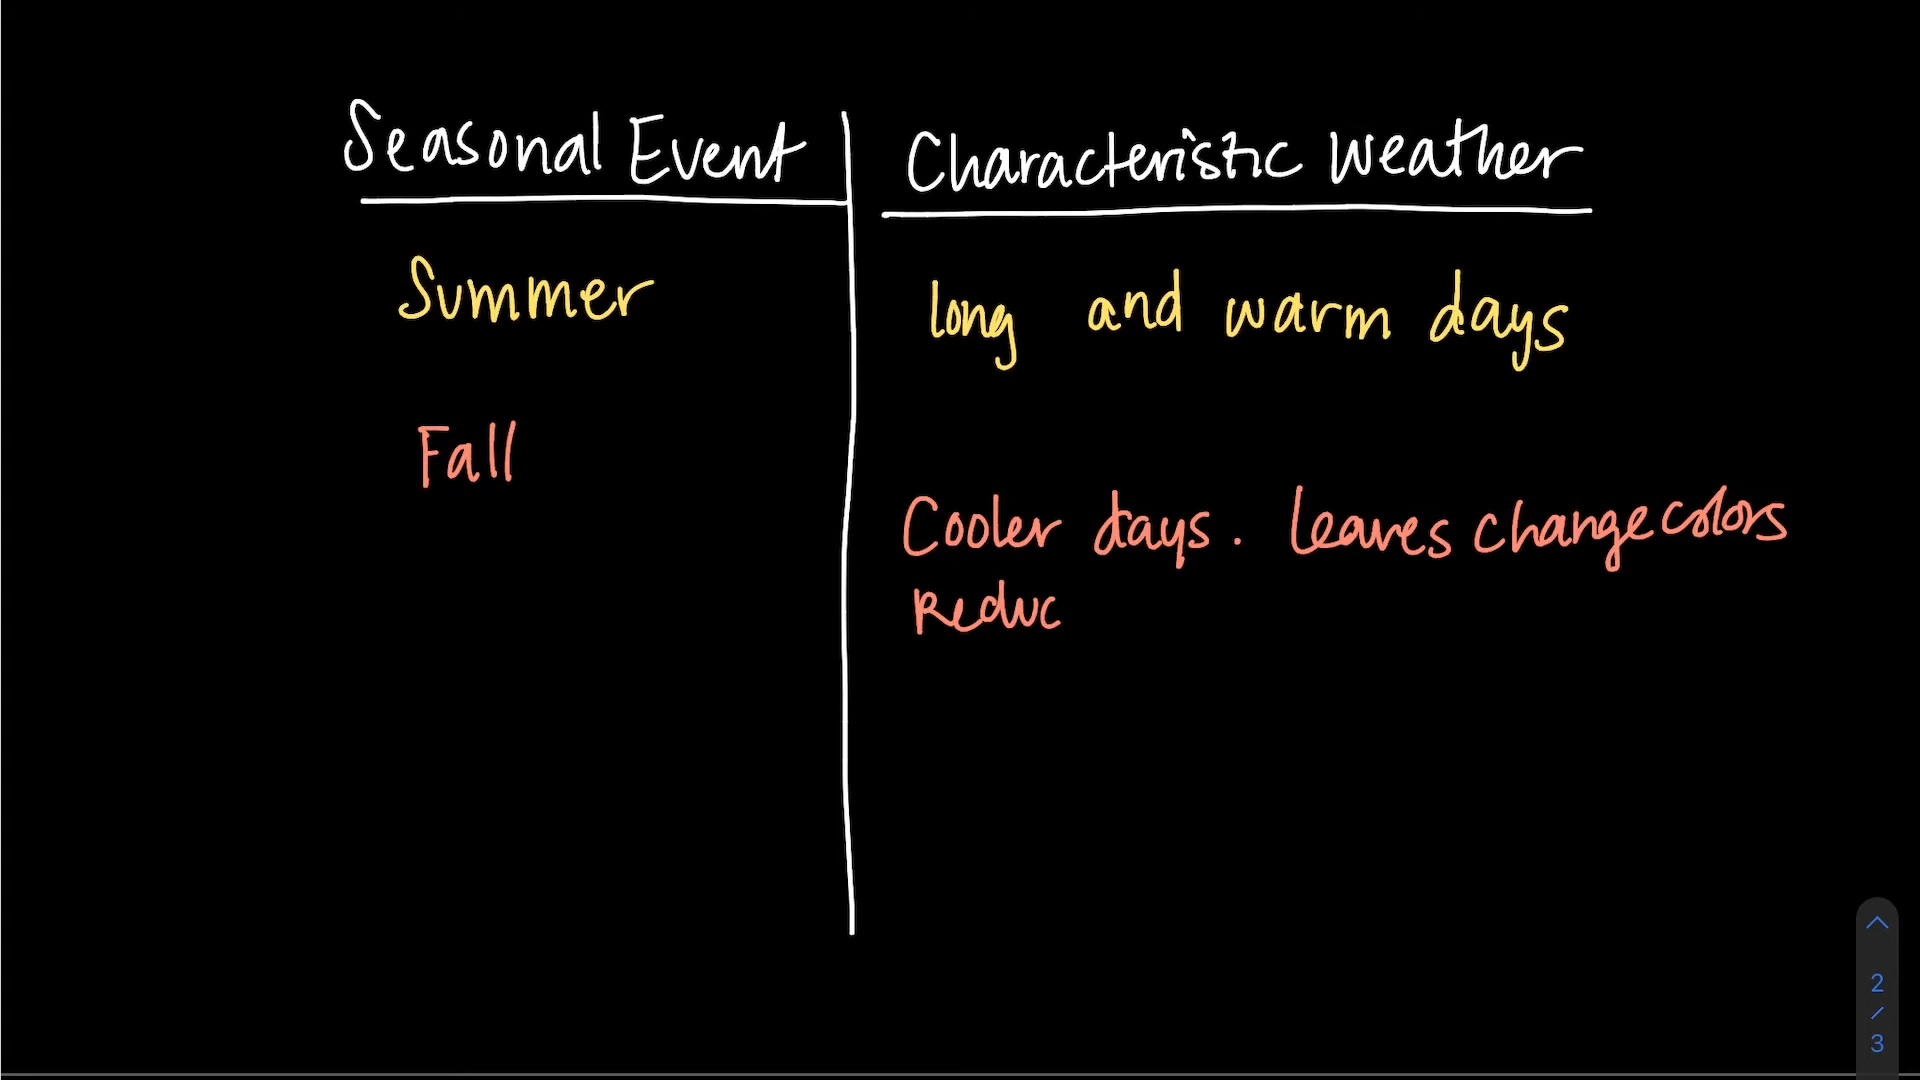 Seasonal Event
Characteristic Weather
Summer
long and warm days
Fall
Cooler days. leaves change colors
Reduc
2
/
3